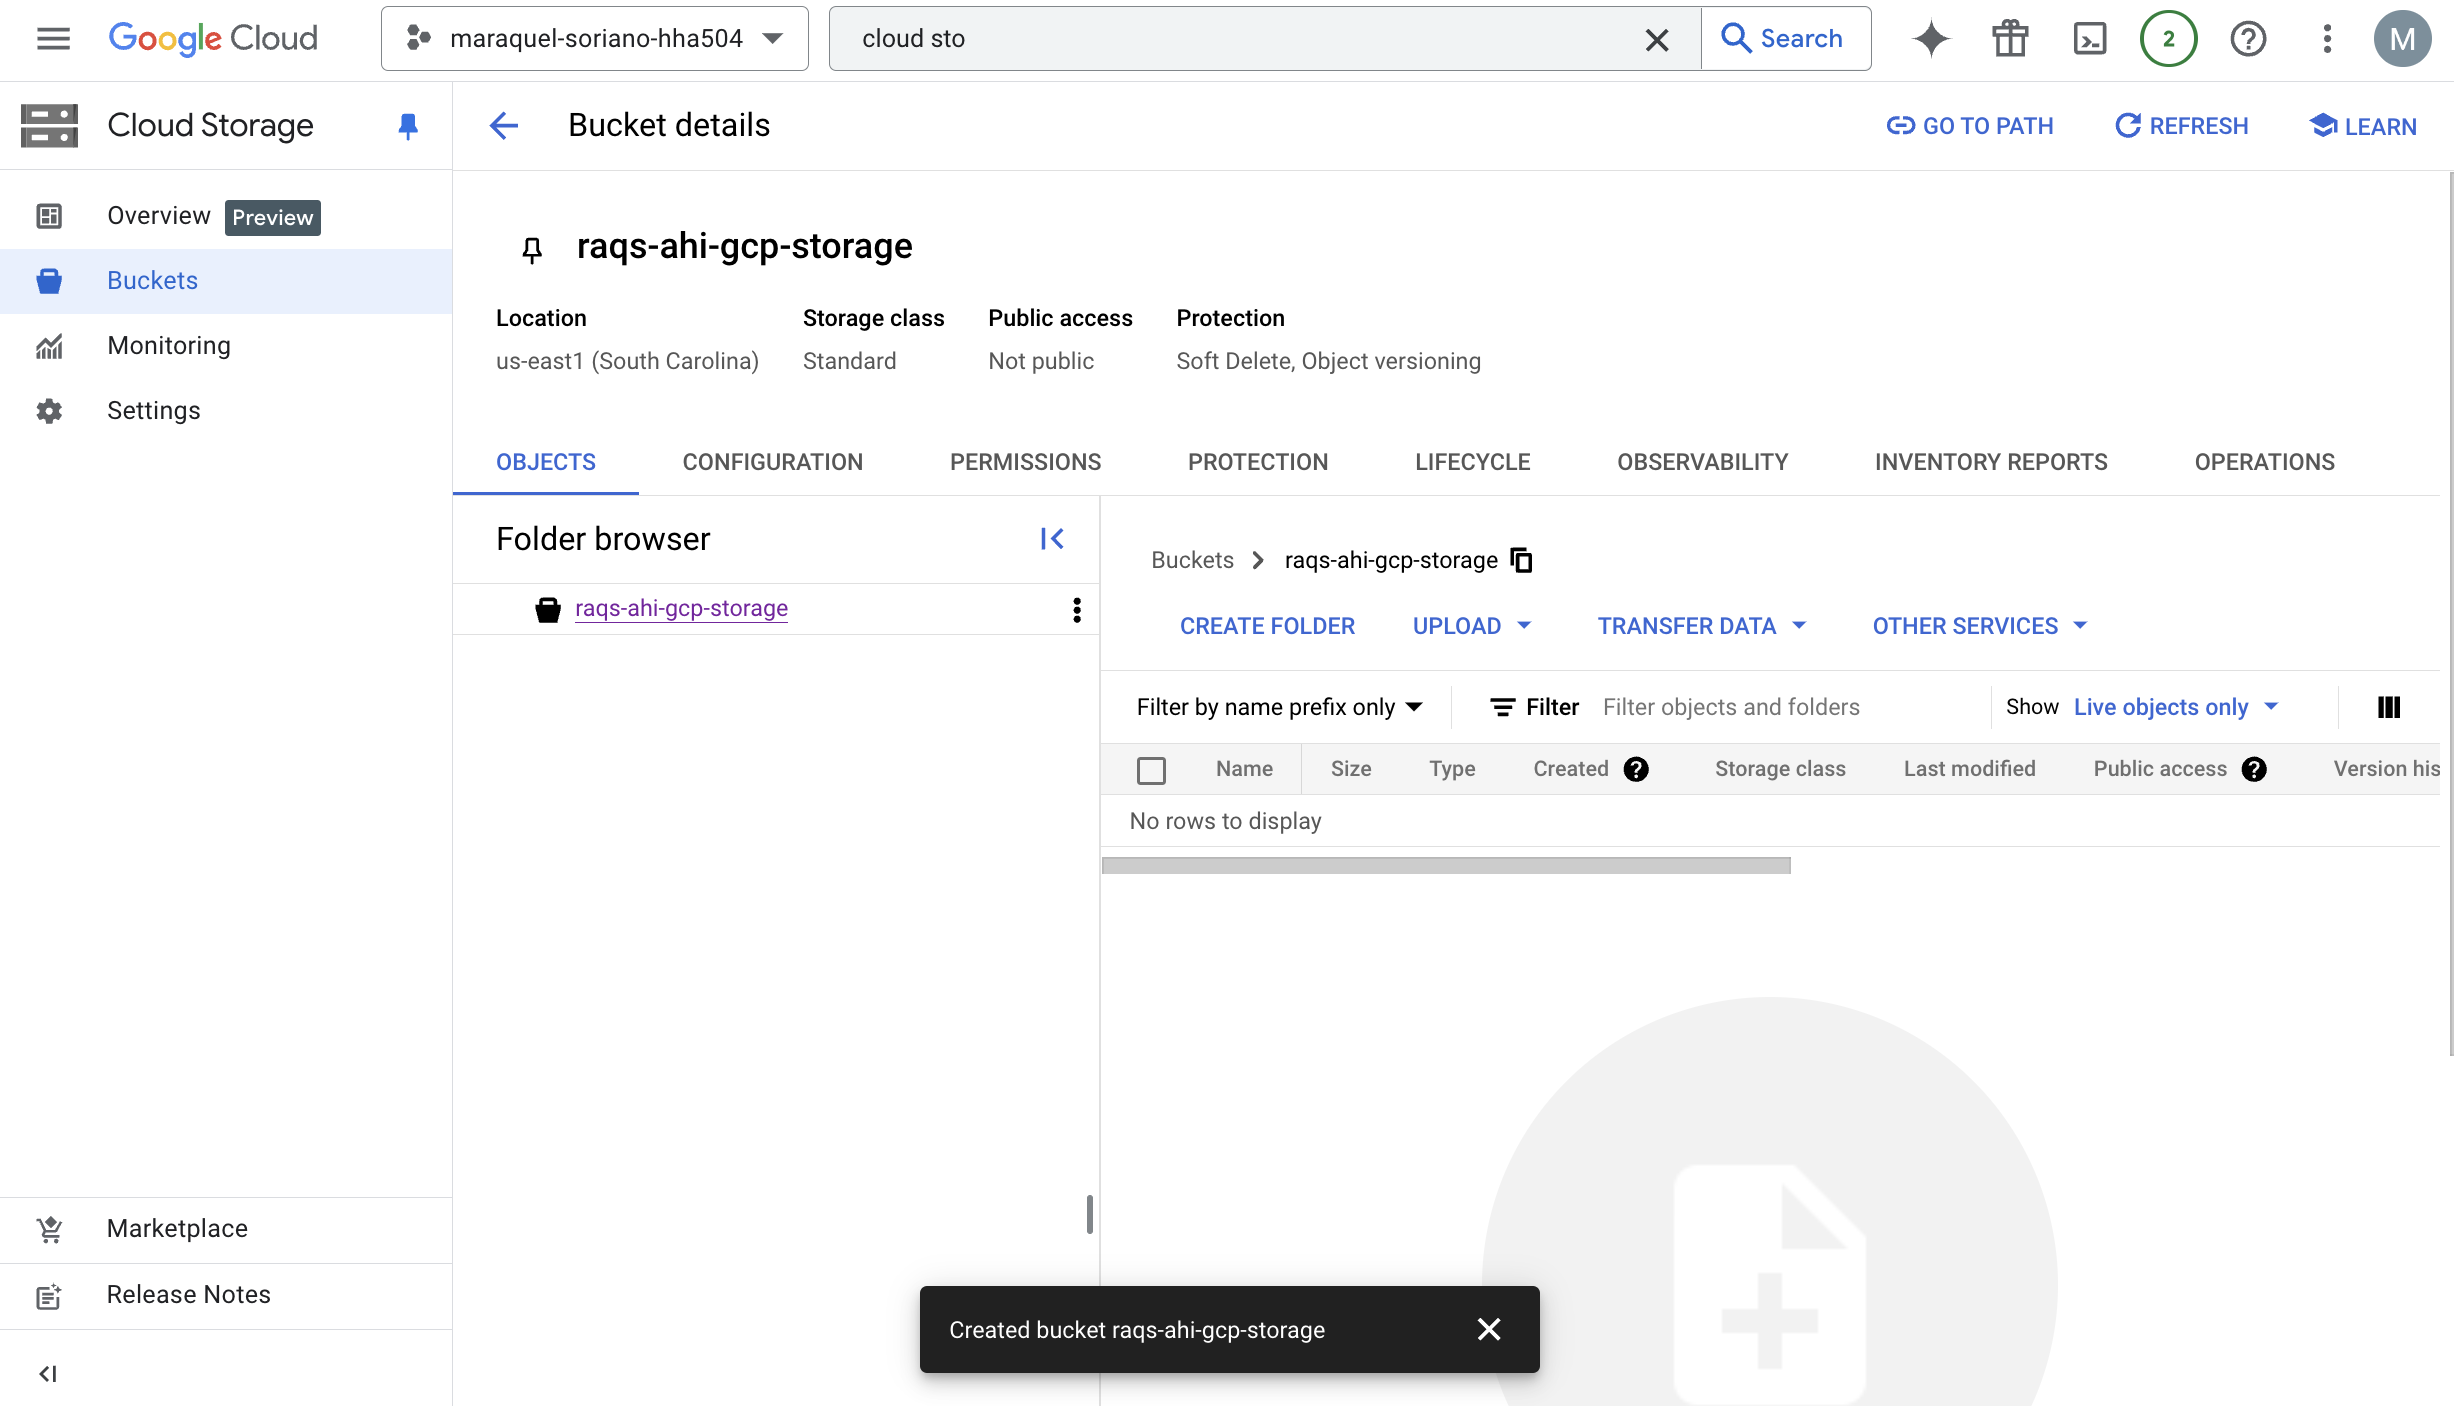 Google Cloud
maraquel-soriano-hha504
cloud sto
Search
2
M
Cloud Storage
Bucket details
GO TO PATH
REFRESH
LEARN
Overview Preview
Buckets
Monitoring
Settings
raqs-ahi-gcp-storage
Location Storage class Public access Protection
us-east1 (South Carolina) Standard Not public Soft Delete, Object versioning
OBJECTS CONFIGURATION PERMISSIONS PROTECTION LIFECYCLE OBSERVABILITY INVENTORY REPORTS OPERATIONS
Folder browser
raqs-ahi-gcp-storage
Buckets raqs-ahi-gcp-storage
CREATE FOLDER UPLOAD TRANSFER DATA OTHER SERVICES
Filter by name prefix only Filter Filter objects and folders Show Live objects only
Name Size Type Created Storage class Last modified Public access Version his
No rows to display
Marketplace
Release Notes
Created bucket raqs-ahi-gcp-storage